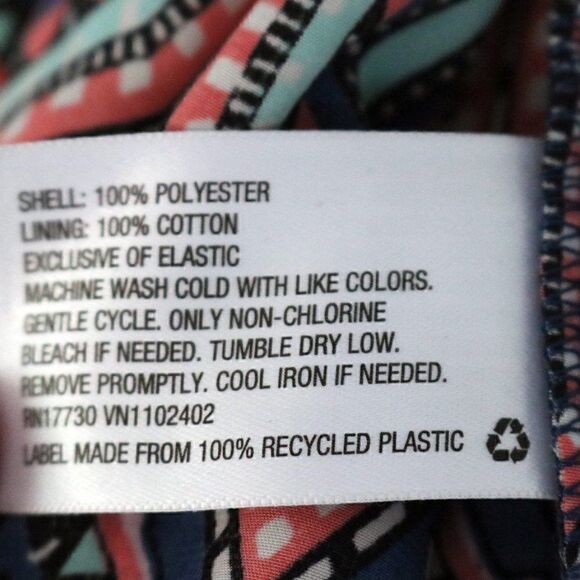 SHELL: 100% POLYESTER
LINING: 100% COTTON
EXCLUSIVE OF ELASTIC
MACHINE WASH COLD WITH LIKE COLORS.
GENTLE CYCLE. ONLY NON-CHLORINE
BLEACH IF NEEDED. TUMBLE DRY LOW.
REMOVE PROMPTLY. COOL IRON IF NEEDED.
RN17730 VN1102402
LABEL MADE FROM 100% RECYCLED PLASTIC